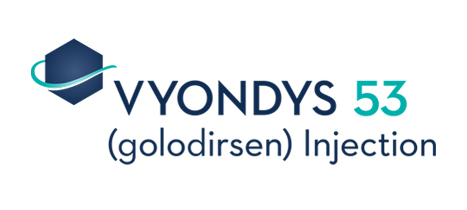 VYONDYS 53
(golodirsen) Injection